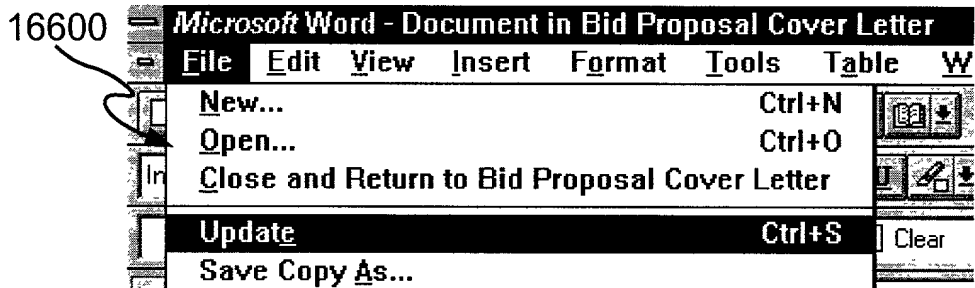 16600
Microsoft Word - Document in Bid Proposal Cover Letter
File Edit View Insert Format Tools Table W
New... Ctrl+N
Open... Ctrl+O
In
Close and Return to Bid Proposal Cover Letter
Update Ctrl+S
Clear
Save Copy As...